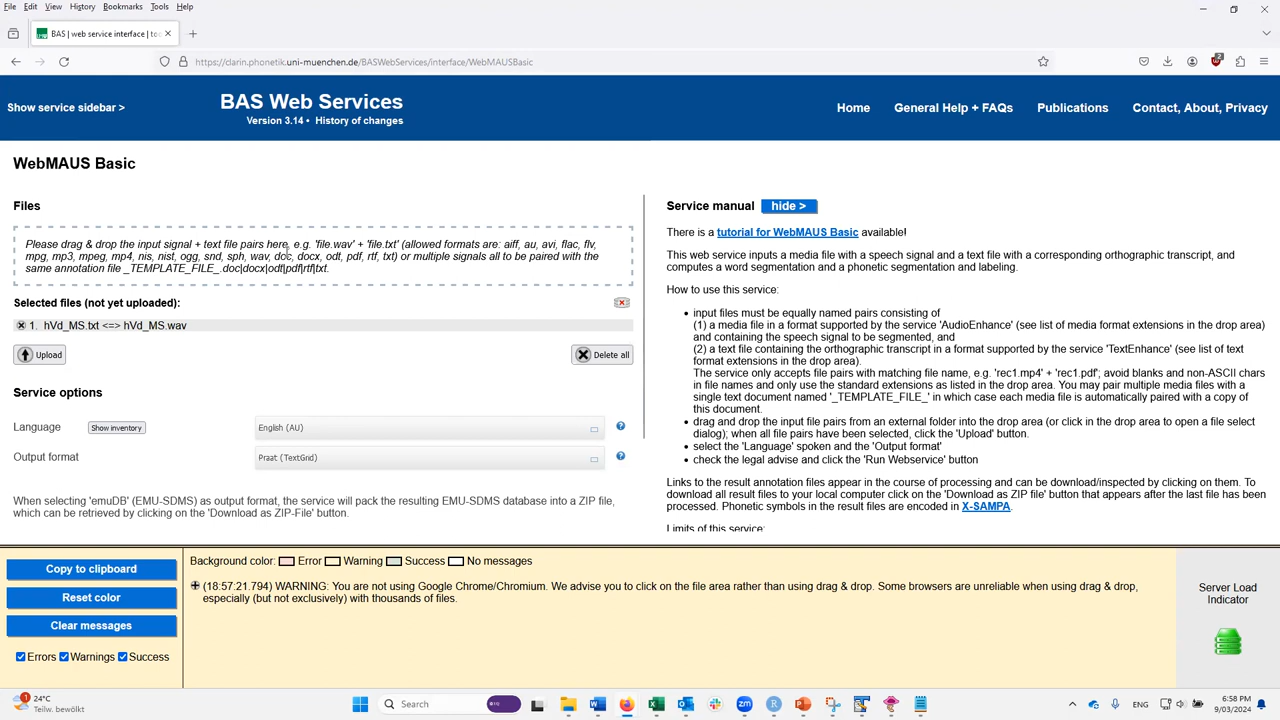 File Edit View History Bookmarks Tools Help
BAS | web service interface | too
https://clarin.phonetik.uni-muenchen.de/BASWebServices/interface/WebMAUSBasic
Show service sidebar >
BAS Web Services
Version 3.14 • History of changes
Home General Help + FAQs Publications Contact, About, Privacy
WebMAUS Basic
Files
Please drag & drop the input signal + text file pairs here, e.g. 'file.wav' + 'file.txt' (allowed formats are: aiff, au, avi, flac, flv,
mpg, mp3, mpeg, mp4, nis, nist, ogg, snd, sph, wav, doc, docx, odt, pdf, rtf, txt) or multiple signals all to be paired with the
same annotation file _TEMPLATE_FILE_.doc|docx|odt|pdf|rtf|txt.
Selected files (not yet uploaded):
1. hVd_MS.txt <=> hVd_MS.wav
Upload
Delete all
Service options
Language Show inventory English (AU)
Output format Praat (TextGrid)
When selecting 'emuDB' (EMU-SDMS) as output format, the service will pack the resulting EMU-SDMS database into a ZIP file,
which can be retrieved by clicking on the 'Download as ZIP-File' button.
Service manual hide >
There is a tutorial for WebMAUS Basic available!
This web service inputs a media file with a speech signal and a text file with a corresponding orthographic transcript, and
computes a word segmentation and a phonetic segmentation and labeling.
How to use this service:
• input files must be equally named pairs consisting of
(1) a media file in a format supported by the service 'AudioEnhance' (see list of media format extensions in the drop area)
and containing the speech signal to be segmented, and
(2) a text file containing the orthographic transcript in a format supported by the service 'TextEnhance' (see list of text
format extensions in the drop area).
The service only accepts file pairs with matching file name, e.g. 'rec1.mp4' + 'rec1.pdf'; avoid blanks and non-ASCII chars
in file names and only use the standard extensions as listed in the drop area. You may pair multiple media files with a
single text document named '_TEMPLATE_FILE_' in which case each media file is automatically paired with a copy of
this document.
• drag and drop the input file pairs from an external folder into the drop area (or click in the drop area to open a file select
dialog); when all file pairs have been selected, click the 'Upload' button.
• select the 'Language' spoken and the 'Output format'
• check the legal advise and click the 'Run Webservice' button
Links to the result annotation files appear in the course of processing and can be download/inspected by clicking on them. To
download all result files to your local computer click on the 'Download as ZIP file' button that appears after the last file has been
processed. Phonetic symbols in the result files are encoded in X-SAMPA.
Limits of this service:
Copy to clipboard
Reset color
Clear messages
Errors Warnings Success
Background color: Error Warning Success No messages
(18:57:21.794) WARNING: You are not using Google Chrome/Chromium. We advise you to click on the file area rather than using drag & drop. Some browsers are unreliable when using drag & drop,
especially (but not exclusively) with thousands of files.
Server Load
Indicator
24°C
Teilw. bewölkt
Search
ENG
6:58 PM
9/03/2024